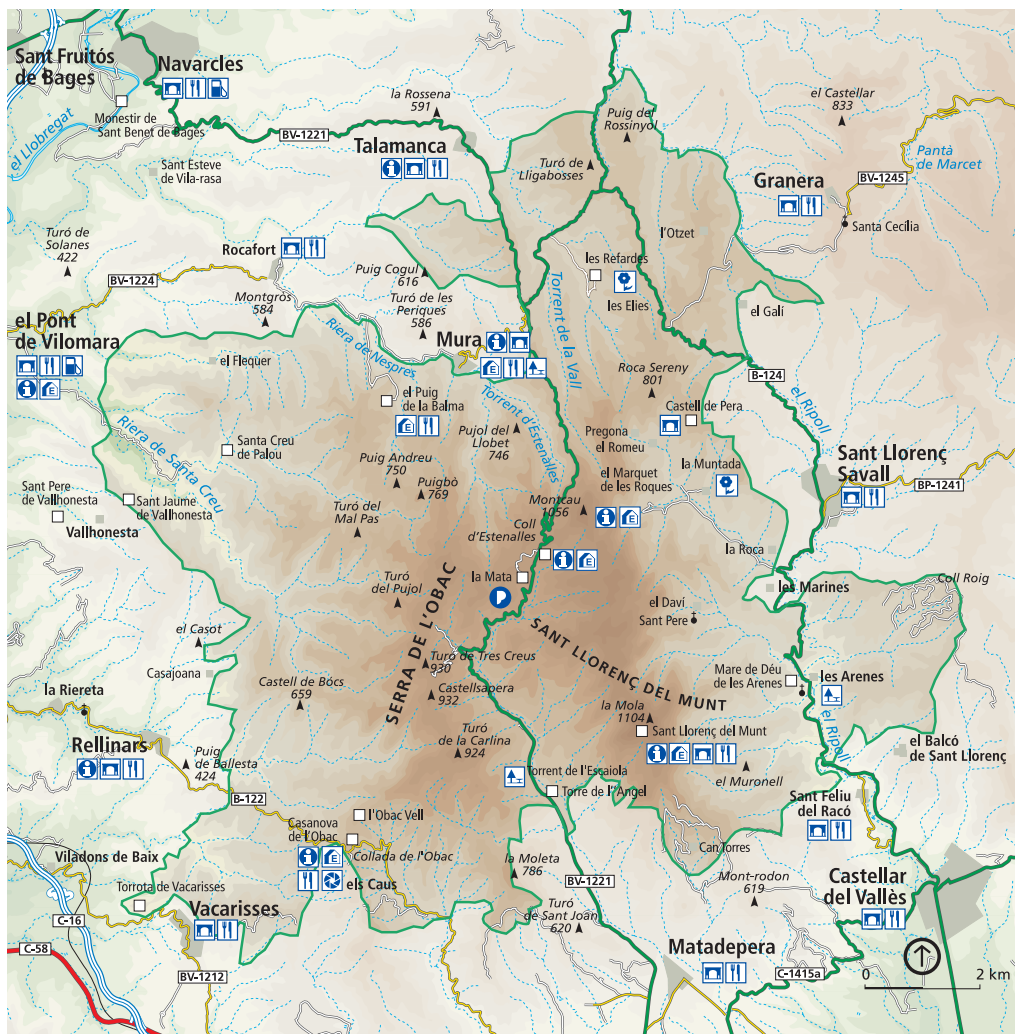 Sant Fruitós
de Bages
Navarcles
Monestir de
Sant Benet de Bages
el Llobregat
Sant Esteve
de Vila-rasa
BV-1221
la Rossena
591
Talamanca
Puig del
Rossinyol
Turó de
Lligabosses
el Castellar
833
Pantà
de Marcet
BV-1245
Granera
Santa Cecília
l'Otzet
Turó de
Solanes
422
Rocafort
BV-1224
Montgròs
584
Puig Cogul
616
Turó de les
Periques
586
les Refardes
les Elies
Torrent de la Vall
el Galí
el Pont
de Vilomara
el Flequer
Riera de Nespres
Mura
E
Torrent d'Estenalles
Roca Sereny
801
B-124
el Ripoll
el Puig
de la Balma
E
Castell de Pera
Riera de Santa Creu
Santa Creu
de Palou
Pujol del
Llobet
746
Pregona
el Romeu
Puig Andreu
750
Puigbò
769
el Marquet
de les Roques
E
la Muntada
Sant Llorenç
Savall
BP-1241
Sant Pere
de Vallhonesta
Sant Jaume
de Vallhonesta
Vallhonesta
Turó del
Mal Pas
Montcau
1056
Coll
d'Estenalles
E
la Roca
la Mata
P
les Marines
Coll Roig
Turó
del Pujol
SERRA DE L'OBAC
SANT LLORENÇ DEL MUNT
el Daví
Sant Pere
el Casot
Casajoana
Turó de Tres Creus
930
Castellsapera
932
Castell de Bocs
659
Mare de Déu
de les Arenes
les Arenes
el Ripoll
la Riereta
Rellinars
Puig
de Ballesta
424
Turó
de la Carlina
924
la Mola
1104
Sant Llorenç del Munt
E
el Muronell
el Balcó
de Sant Llorenç
B-122
Torrent de l'Escaiola
Torre de l'Àngel
Sant Feliu
del Racó
l'Obac Vell
Casanova
de l'Obac
E
Collada de l'Obac
els Caus
Can Torres
Viladons de Baix
Torrota de Vacarisses
la Moleta
786
BV-1221
Mont-rodon
619
Castellar
del Vallès
Vacarisses
C-16
C-58
BV-1212
Turó
de Sant Joan
620
Matadepera
C-1415a
0
2 km